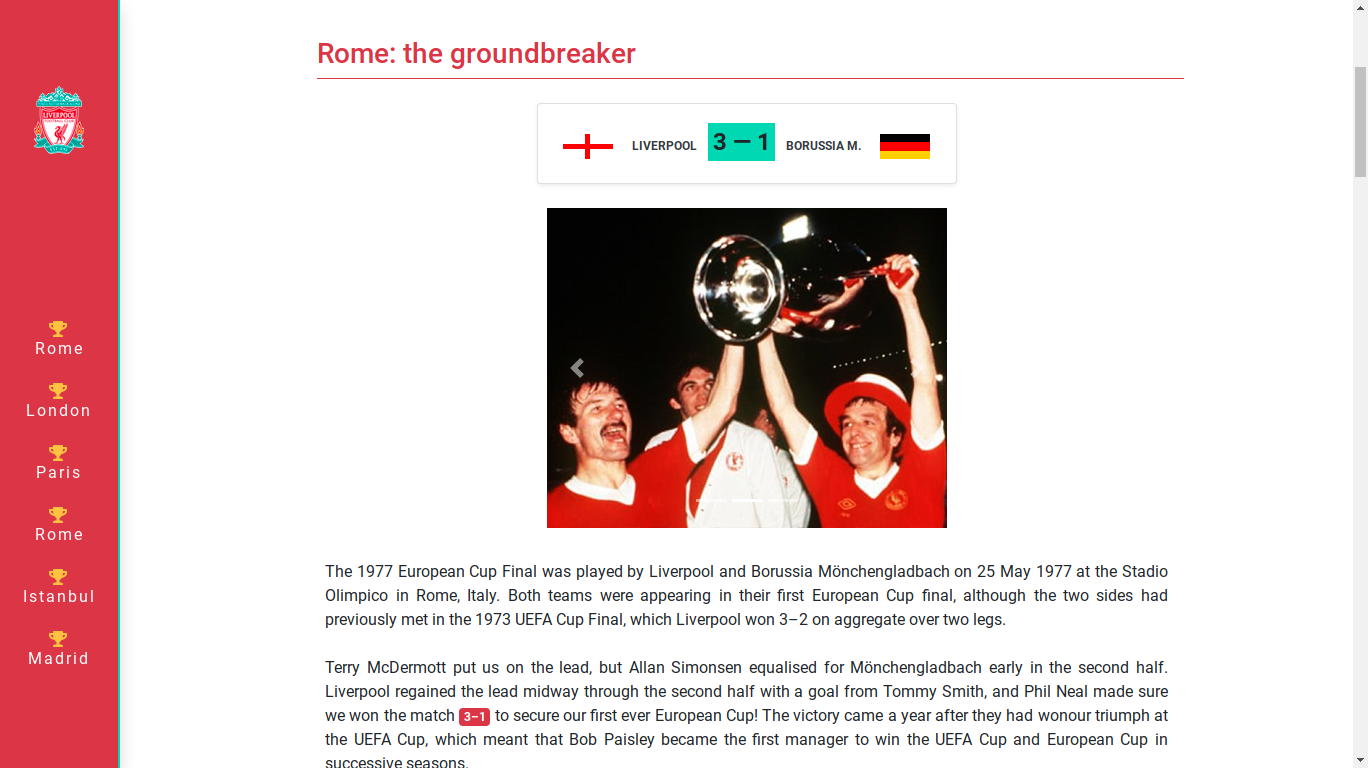 Rome: the groundbreaker
LIVERPOOL 3 — 1 BORUSSIA M.
LIVERPOOL
Rome
London
Paris
Rome
Istanbul
Madrid
The 1977 European Cup Final was played by Liverpool and Borussia Mönchengladbach on 25 May 1977 at the Stadio
Olimpico in Rome, Italy. Both teams were appearing in their first European Cup final, although the two sides had
previously met in the 1973 UEFA Cup Final, which Liverpool won 3–2 on aggregate over two legs.
Terry McDermott put us on the lead, but Allan Simonsen equalised for Mönchengladbach early in the second half.
Liverpool regained the lead midway through the second half with a goal from Tommy Smith, and Phil Neal made sure
we won the match 3–1 to secure our first ever European Cup! The victory came a year after they had wonour triumph at
the UEFA Cup, which meant that Bob Paisley became the first manager to win the UEFA Cup and European Cup in
successive seasons.